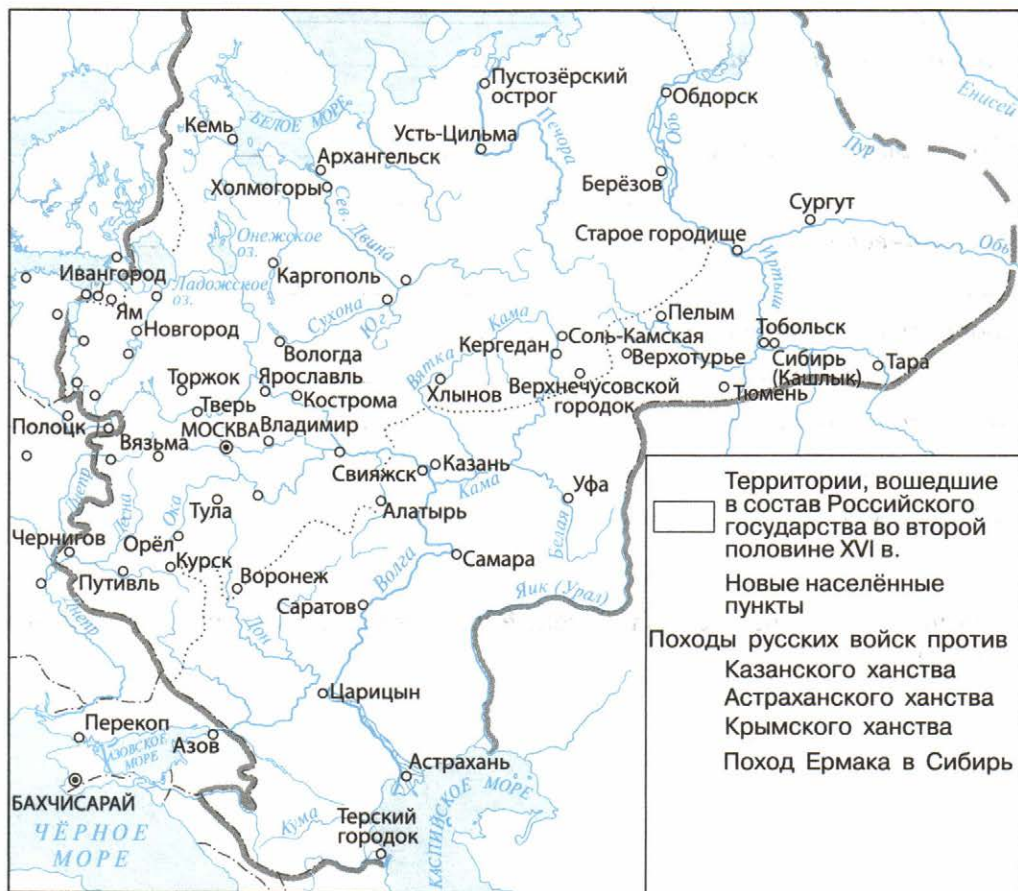 Пустозёрский
острог
Обдорск
Енисей
БЕЛОЕ МОРЕ
Кемь
Усть-Цильма
Печора
Обь
Пур
Архангельск
Берёзов
Холмогоры
Сургут
Сев. Двина
Старое городище
Онежское
оз.
Обь
Ивангород
Каргополь
Иртыш
Ладожское
оз.
Ям
Сухона
Юг
Кама
Пелым
Новгород
Соль-Камская
Тобольск
Вологда
Вятка
Кергедан
Верхотурье
Сибирь
(Кашлык)
Тара
Торжок
Ярославль
Хлынов
Верхнечусовской
городок
Тюмень
Тверь
Кострома
Полоцк
МОСКВА
Владимир
Вязьма
Свияжск
Казань
Днепр
Кама
Уфа
Десна
Ока
Тула
Алатырь
Белая
Чернигов
Орёл
Самара
Курск
Волга
Путивль
Воронеж
Яик (Урал)
Саратов
Днепр
Дон
Царицын
Перекоп
Азов
АЗОВСКОЕ
МОРЕ
Астрахань
БАХЧИСАРАЙ
КАСПИЙСКОЕ МОРЕ
Кума
Терский
городок
ЧЁРНОЕ
МОРЕ
Территории, вошедшие
в состав Российского
государства во второй
половине XVI в.
Новые населённые
пункты
Походы русских войск против
Казанского ханства
Астраханского ханства
Крымского ханства
Поход Ермака в Сибирь